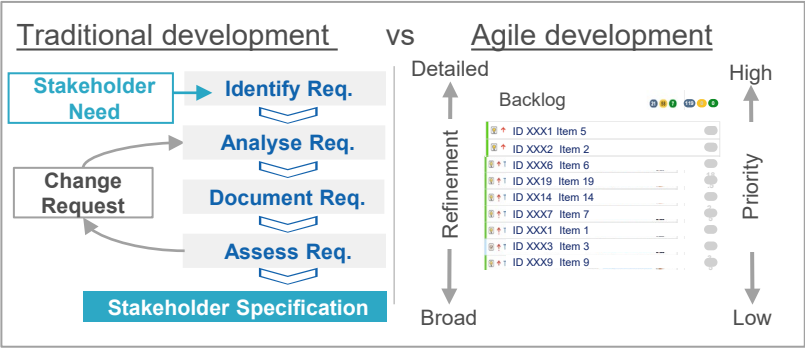 Traditional development vs Agile development
Stakeholder
Need
Identify Req.
Analyse Req.
Change
Request
Document Req.
Assess Req.
Stakeholder Specification
Detailed
Refinement
Broad
Backlog
ID XXX1 Item 5
ID XXX2 Item 2
ID XXX6 Item 6
ID XX19 Item 19
ID XX14 Item 14
ID XXX7 Item 7
ID XXX1 Item 1
ID XXX3 Item 3
ID XXX9 Item 9
High
Priority
Low